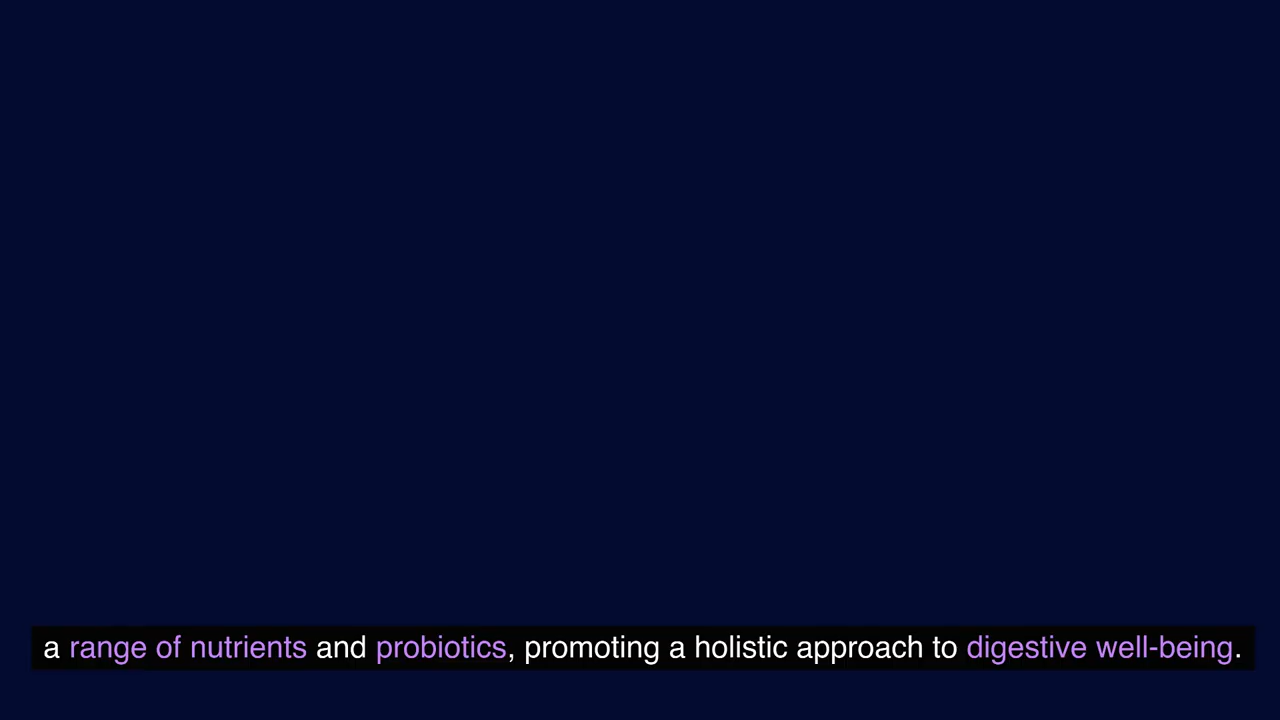 a range of nutrients and probiotics, promoting a holistic approach to digestive well-being.